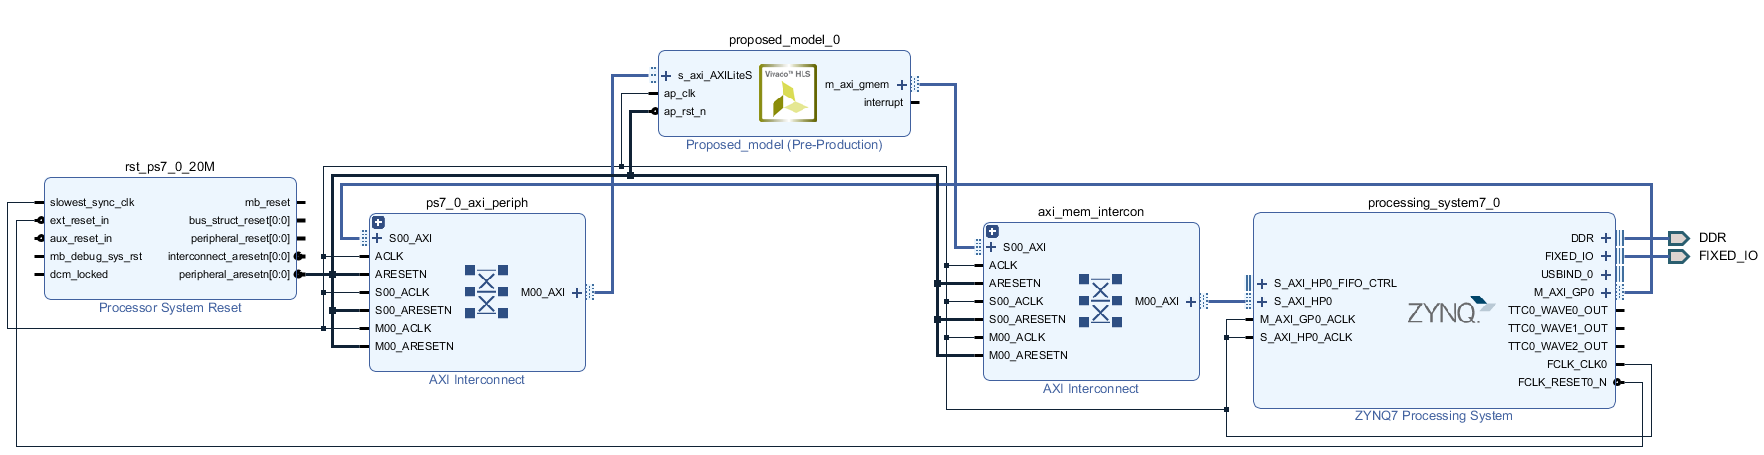 proposed_model_0
s_axi_AXILiteS
ap_clk
ap_rst_n
Vivado™ HLS
m_axi_gmem
interrupt
Proposed_model (Pre-Production)
rst_ps7_0_20M
slowest_sync_clk
ext_reset_in
aux_reset_in
mb_debug_sys_rst
dcm_locked
mb_reset
bus_struct_reset[0:0]
peripheral_reset[0:0]
interconnect_aresetn[0:0]
peripheral_aresetn[0:0]
Processor System Reset
ps7_0_axi_periph
S00_AXI
ACLK
ARESETN
S00_ACLK
S00_ARESETN
M00_ACLK
M00_ARESETN
M00_AXI
AXI Interconnect
axi_mem_intercon
S00_AXI
ACLK
ARESETN
S00_ACLK
S00_ARESETN
M00_ACLK
M00_ARESETN
M00_AXI
AXI Interconnect
processing_system7_0
S_AXI_HP0_FIFO_CTRL
S_AXI_HP0
M_AXI_GP0_ACLK
S_AXI_HP0_ACLK
ZYNQ
DDR
FIXED_IO
USBIND_0
M_AXI_GP0
TTC0_WAVE0_OUT
TTC0_WAVE1_OUT
TTC0_WAVE2_OUT
FCLK_CLK0
FCLK_RESET0_N
ZYNQ7 Processing System
DDR
FIXED_IO